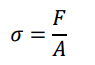 σ = F/A